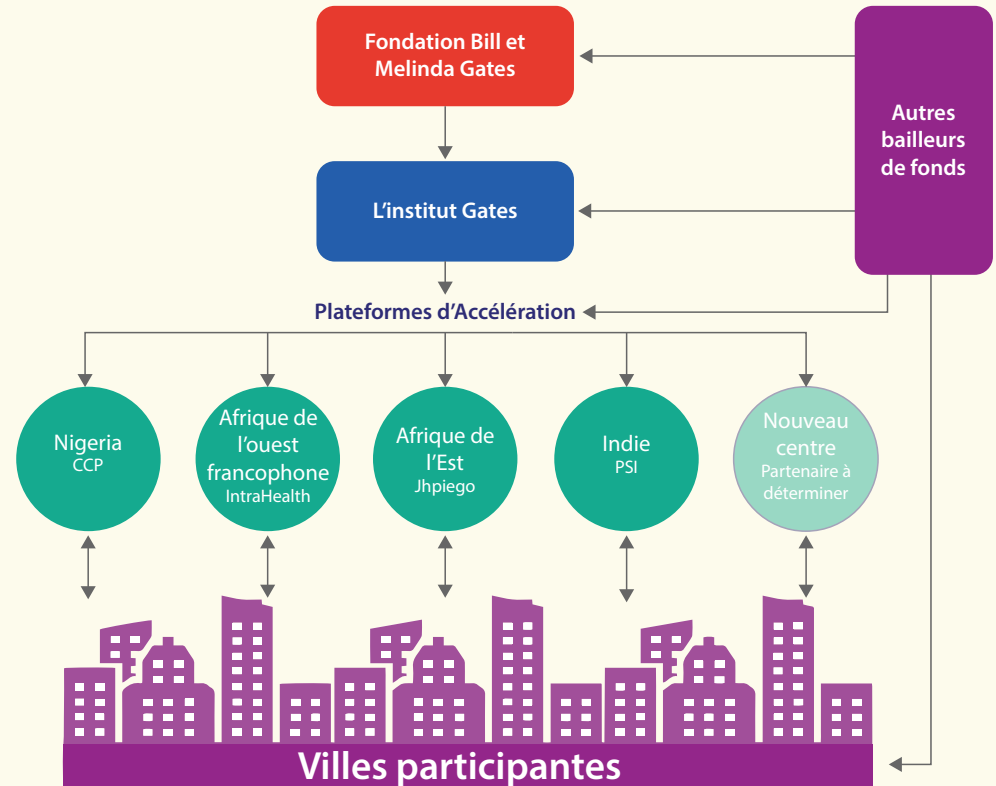 Fondation Bill et
Melinda Gates
Autres
bailleurs
de fonds
L'institut Gates
Plateformes d'Accélération
Nigeria
CCP
Afrique de
l'ouest
francophone
IntraHealth
Afrique de
l'Est
Jhpiego
Indie
PSI
Nouveau
centre
Partenaire à
déterminer
Villes participantes